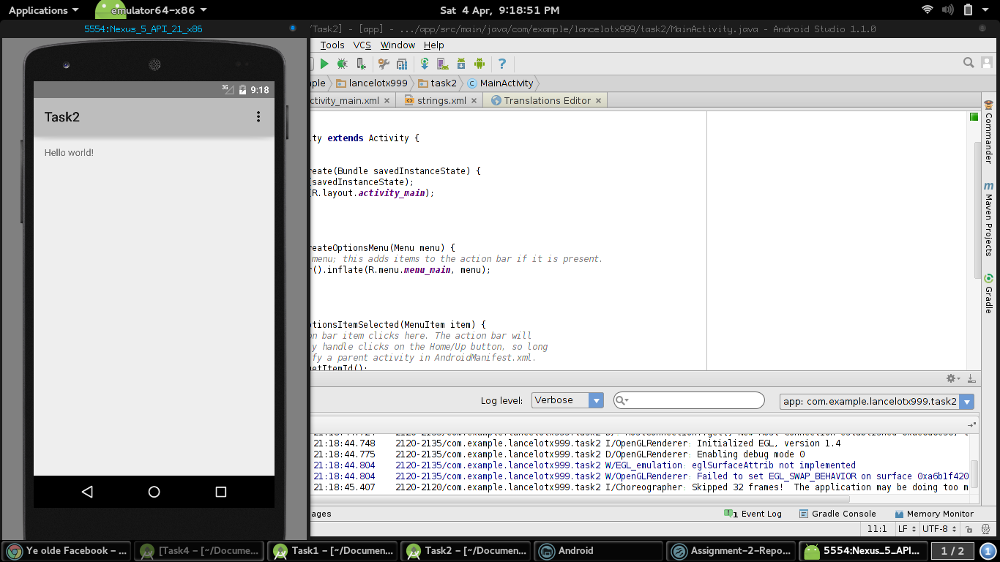 Applications emulator64-x86 Sat 4 Apr, 9:18:51 PM
5554:Nexus_5_API_21_x86
/Task2] - [app] - .../app/src/main/java/com/example/lancelotx999/task2/MainActivity.java - Android Studio 1.1.0
Tools VCS Window Help
ple lancelotx999 task2 MainActivity
ctivity_main.xml strings.xml Translations Editor
3G 9:18
Task2
Hello world!
ity extends Activity {
reate(Bundle savedInstanceState) {
(savedInstanceState);
(R.layout.activity_main);
reateOptionsMenu(Menu menu) {
menu; this adds items to the action bar if it is present.
r().inflate(R.menu.menu_main, menu);
ptionsItemSelected(MenuItem item) {
on bar item clicks here. The action bar will
ly handle clicks on the Home/Up button, so long
ify a parent activity in AndroidManifest.xml.
getItemId();
Commander
Maven Projects
Gradle
Log level: Verbose app: com.example.lancelotx999.task2
21:18:44.748 2120-2135/com.example.lancelotx999.task2 I/OpenGLRenderer: Initialized EGL, version 1.4
21:18:44.775 2120-2135/com.example.lancelotx999.task2 D/OpenGLRenderer: Enabling debug mode 0
21:18:44.804 2120-2135/com.example.lancelotx999.task2 W/EGL_emulation: eglSurfaceAttrib not implemented
21:18:44.804 2120-2135/com.example.lancelotx999.task2 W/OpenGLRenderer: Failed to set EGL_SWAP_BEHAVIOR on surface 0xa6b1f420
21:18:45.407 2120-2120/com.example.lancelotx999.task2 I/Choreographer: Skipped 32 frames! The application may be doing too m
ages 1 Event Log Gradle Console Memory Monitor
11:1 LF UTF-8
Ye olde Facebook – ... [Task4 – [~/Docume... Task1 – [~/Documen... Task2 – [~/Documen... Android Assignment-2-Repo... 5554:Nexus_5_API... 1 / 2 1